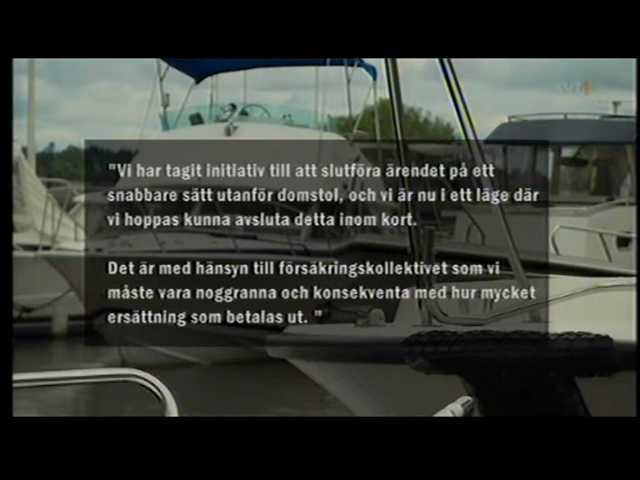 svt1
"Vi har tagit initiativ till att slutföra ärendet på ett
snabbare sätt utanför domstol, och vi är nu i ett läge där
vi hoppas kunna avsluta detta inom kort.
Det är med hänsyn till försäkringskollektivet som vi
måste vara noggranna och konsekventa med hur mycket
ersättning som betalas ut. "